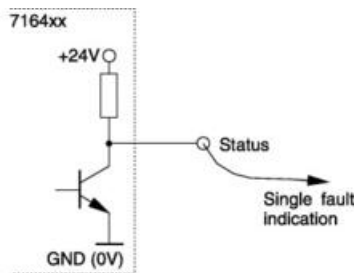 7164xx
+24V
Status
Single fault
indication
GND (0V)